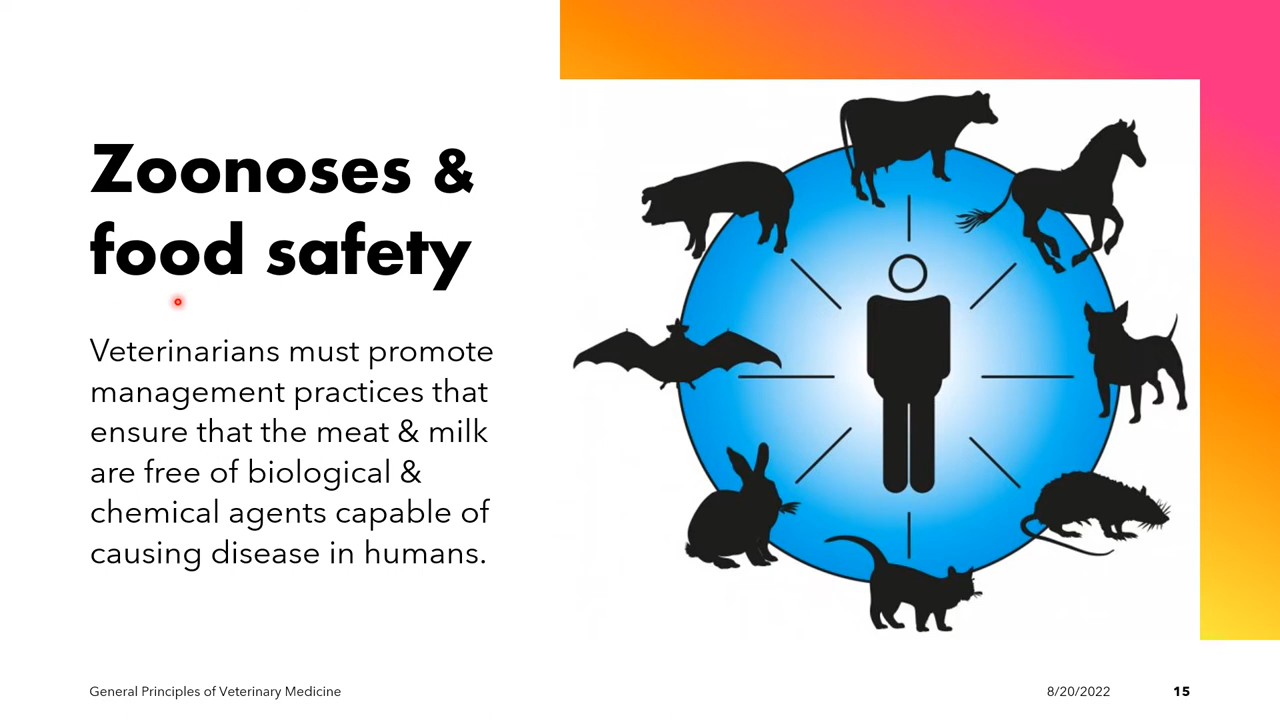 Zoonoses &
food safety
Veterinarians must promote
management practices that
ensure that the meat & milk
are free of biological &
chemical agents capable of
causing disease in humans.
General Principles of Veterinary Medicine
8/20/2022
15